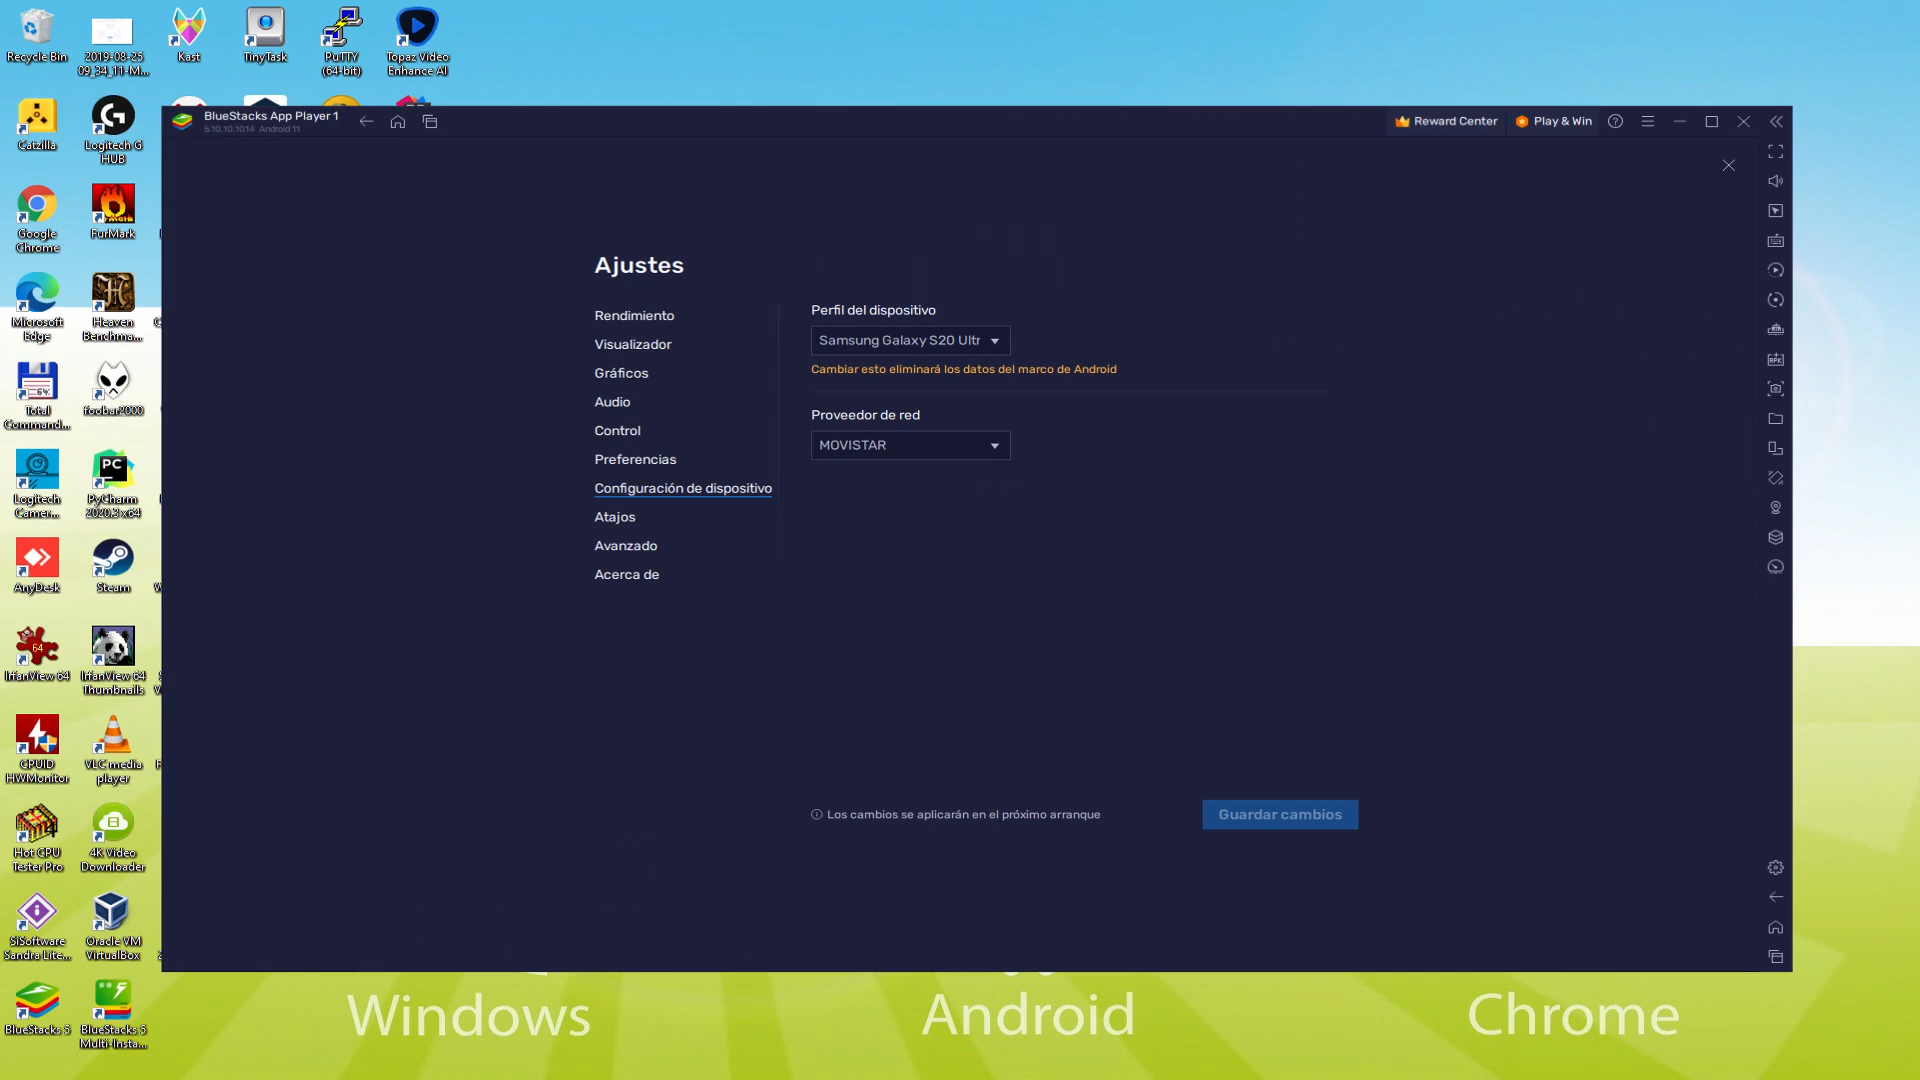 Recycle Bin
2019-08-25
09_34_11-M...
Kast
TinyTask
PuTTY
(64-bit)
Topaz Video
Enhance AI
BlueStacks App Player 1
5.10.10.1014 Android 11
Reward Center
Play & Win
Catzilla
Logitech G
HUB
Google
Chrome
FurMark
Microsoft
Edge
Heaven
Benchma...
Total
Command...
foobar2000
Logitech
Camer...
PyCharm
2020.3 x64
AnyDesk
Steam
IrfanView 64
IrfanView 64
Thumbnails
CPUID
HWMonitor
VLC media
player
Hot CPU
Tester Pro
4K Video
Downloader
SiSoftware
Sandra Lite...
Oracle VM
VirtualBox
BlueStacks 5
BlueStacks 5
Multi-Insta...
Ajustes
Rendimiento
Visualizador
Gráficos
Audio
Control
Preferencias
Configuración de dispositivo
Atajos
Avanzado
Acerca de
Perfil del dispositivo
Samsung Galaxy S20 Ultr
Cambiar esto eliminará los datos del marco de Android
Proveedor de red
MOVISTAR
Los cambios se aplicarán en el próximo arranque
Guardar cambios
Windows
Android
Chrome